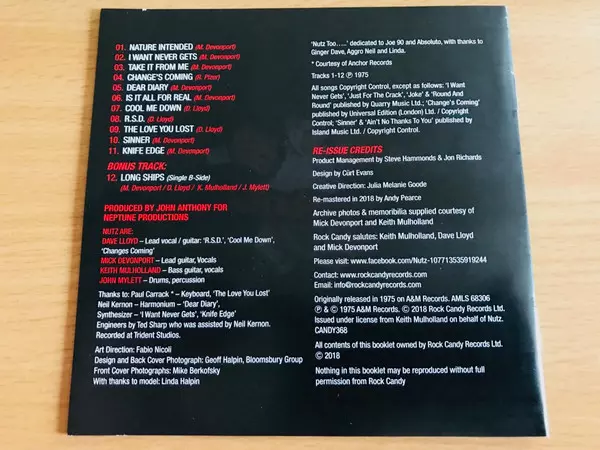 01. NATURE INTENDED (M. Devonport)
02. I WANT NEVER GETS (M. Devonport)
03. TAKE IT FROM ME (M. Devonport)
04. CHANGE'S COMING (S. Pizer)
05. DEAR DIARY (M. Devonport)
06. IS IT ALL FOR REAL (M. Devonport)
07. COOL ME DOWN (D. Lloyd)
08. R.S.D. (D. Lloyd)
09. THE LOVE YOU LOST (D. Lloyd)
10. SINNER (M. Devonport)
11. KNIFE EDGE (M. Devonport)
BONUS TRACK:
12. LONG SHIPS (Single B-Side)
(M. Devonport / D. Lloyd / K. Mulholland / J. Mylett)
PRODUCED BY JOHN ANTHONY FOR
NEPTUNE PRODUCTIONS
NUTZ ARE:
DAVE LLOYD – Lead vocal / guitar: 'R.S.D.', 'Cool Me Down',
'Changes Coming'
MICK DEVONPORT – Lead guitar, Vocals
KEITH MULHOLLAND – Bass guitar, vocals
JOHN MYLETT – Drums, percussion
Thanks to: Paul Carrack – Keyboard, 'The Love You Lost'
Neil Kernon – Harmonium – 'Dear Diary',
Synthesizer – 'I Want Never Gets', 'Knife Edge'
Engineers by Ted Sharp who was assisted by Neil Kernon.
Recorded at Trident Studios.
Art Direction: Fabio Nicoli
Design and Back Cover Photograph: Geoff Halpin, Bloomsbury Group
Front Cover Photographs: Mike Berkofsky
With thanks to model: Linda Halpin
'Nutz Too.....' dedicated to Joe 90 and Absoluto, with thanks to
Ginger Dave, Aggro Neil and Linda.
* Courtesy of Anchor Records
Tracks 1-12 ℗ 1975
All songs Copyright Control, except as follows: 'I Want
Never Gets', 'Just For The Crack', 'Joke' & 'Round And
Round' published by Quarry Music Ltd.; 'Change's Coming'
published by Universal Edition (London) Ltd. / Copyright
Control; 'Sinner' & 'Ain't No Thanks To You' published by
Island Music Ltd. / Copyright Control.
RE-ISSUE CREDITS
Product Management by Steve Hammonds & Jon Richards
Design by Cürt Evans
Creative Direction: Julia Melanie Goode
Re-mastered in 2018 by Andy Pearce
Archive photos & memoribilia supplied courtesy of
Mick Devonport and Keith Mulholland
Rock Candy salutes: Keith Mulholland, Dave Lloyd
and Mick Devonport
Please visit: www.facebook.com/Nutz-107713535919244
Contact: www.rockcandyrecords.com
Email: info@rockcandyrecords.com
Originally released in 1975 on A&M Records. AMLS 68306
℗ & © 1975 A&M Records. © 2018 Rock Candy Records Ltd.
Issued under license from Keith Mulholland on behalf of Nutz.
CANDY368
All contents of this booklet owned by Rock Candy Records Ltd.
© 2018
Nothing in this booklet may be reproduced without full
permission from Rock Candy